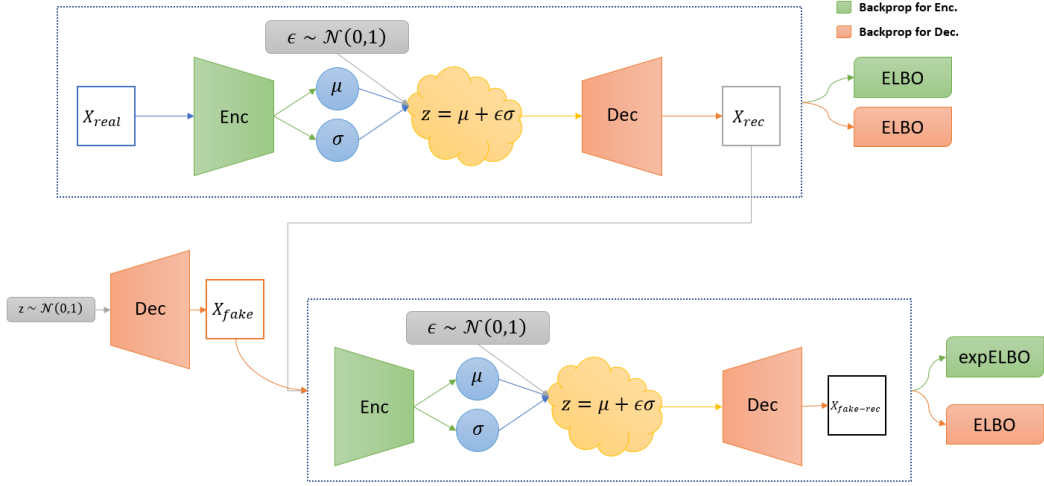 Backprop for Enc.
Backprop for Dec.
ϵ ~ 𝒩(0,1)
X_real
Enc
μ
σ
z = μ + ϵσ
Dec
X_rec
ELBO
ELBO
z ~ 𝒩(0,1)
Dec
X_fake
ϵ ~ 𝒩(0,1)
Enc
μ
σ
z = μ + ϵσ
Dec
X_fake−rec
expELBO
ELBO